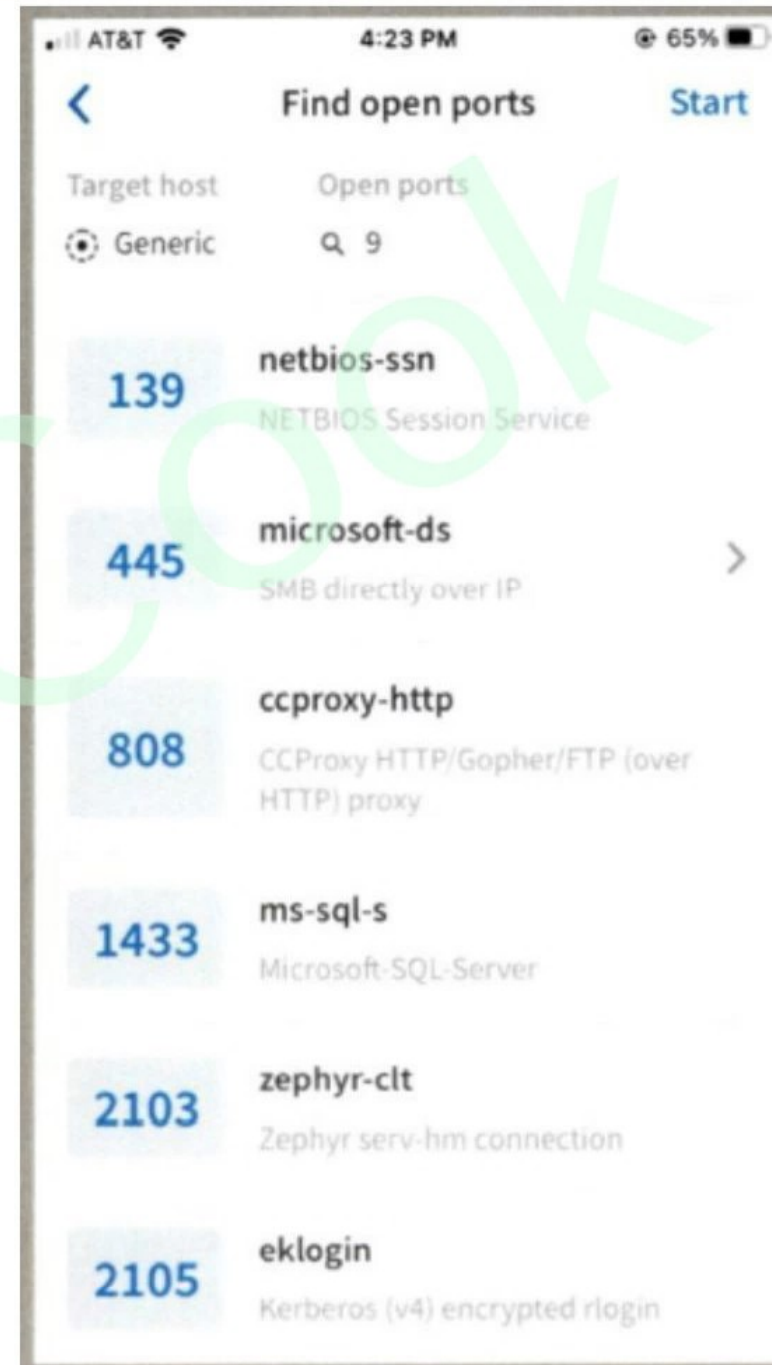 AT&T 4:23 PM 65%
Find open ports Start
Target host Open ports
Generic 9
139 netbios-ssn
NETBIOS Session Service
445 microsoft-ds
SMB directly over IP
808 ccproxy-http
CCProxy HTTP/Gopher/FTP (over
HTTP) proxy
1433 ms-sql-s
Microsoft-SQL-Server
2103 zephyr-clt
Zephyr serv-hm connection
2105 eklogin
Kerberos (v4) encrypted rlogin
Cook